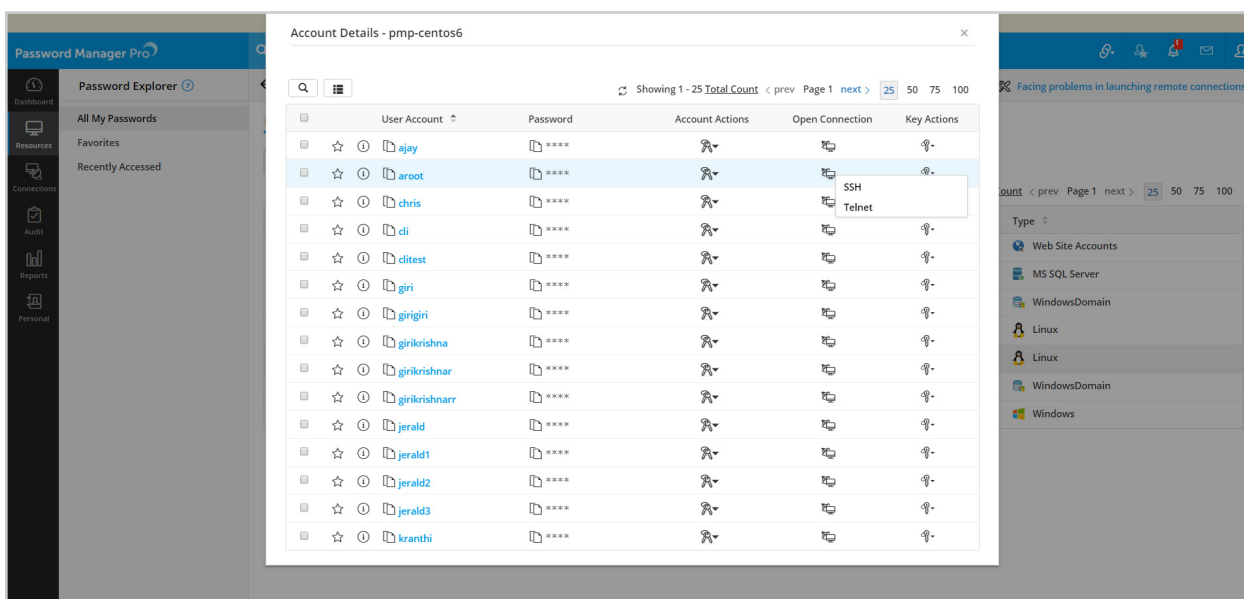 Account Details - pmp-centos6
×
Password Manager Pro
Dashboard
Resources
Connections
Audit
Reports
Personal
Password Explorer ?
All My Passwords
Favorites
Recently Accessed
Showing 1 - 25 Total Count < prev Page 1 next > 25 50 75 100
User Account Password Account Actions Open Connection Key Actions
ajay ****
aroot ****
chris ****
cli ****
clitest ****
giri ****
girigiri ****
girikrishna ****
girikrishnar ****
girikrishnarr ****
jerald ****
jerald1 ****
jerald2 ****
jerald3 ****
kranthi ****
SSH
Telnet
Facing problems in launching remote connections
ount < prev Page 1 next > 25 50 75 100
Type
Web Site Accounts
MS SQL Server
WindowsDomain
Linux
Linux
WindowsDomain
Windows